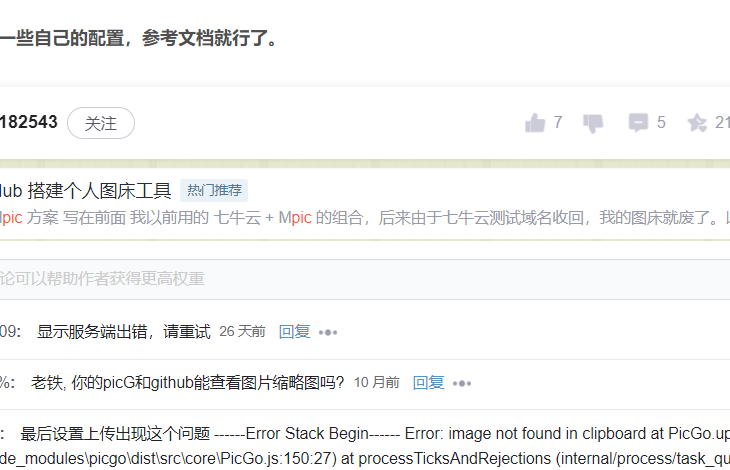 一些自己的配置，参考文档就行了。
182543 关注 7 5 21
Hub 搭建个人图床工具 热门推荐
pic 方案 写在前面 我以前用的 七牛云 + Mpic 的组合，后来由于七牛云测试域名收回，我的图床就废了。
论可以帮助作者获得更高权重
09： 显示服务端出错，请重试 26 天前 回复
%： 老铁, 你的picG和github能查看图片缩略图吗？ 10 月前 回复
： 最后设置上传出现这个问题 ------Error Stack Begin------ Error: image not found in clipboard at PicGo.up
de_modules\picgo\dist\src\core\PicGo.js:150:27) at processTicksAndRejections (internal/process/task_qu